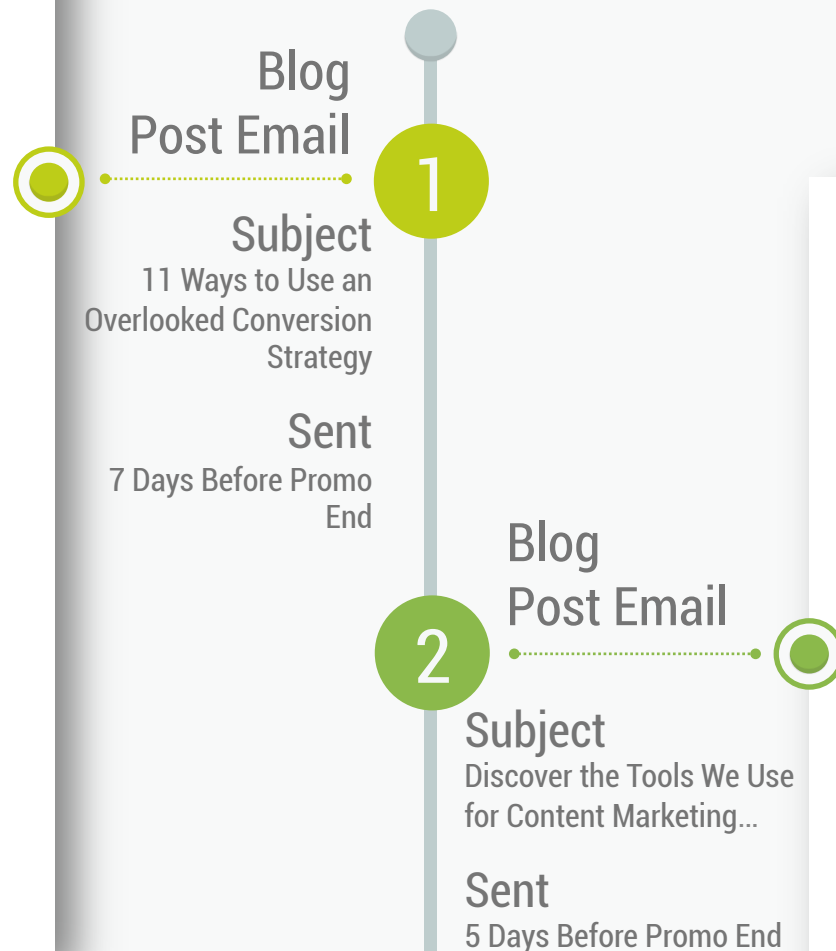 Blog
Post Email
1
Subject
11 Ways to Use an
Overlooked Conversion
Strategy
Sent
7 Days Before Promo
End
Blog
Post Email
2
Subject
Discover the Tools We Use
for Content Marketing...
Sent
5 Days Before Promo End